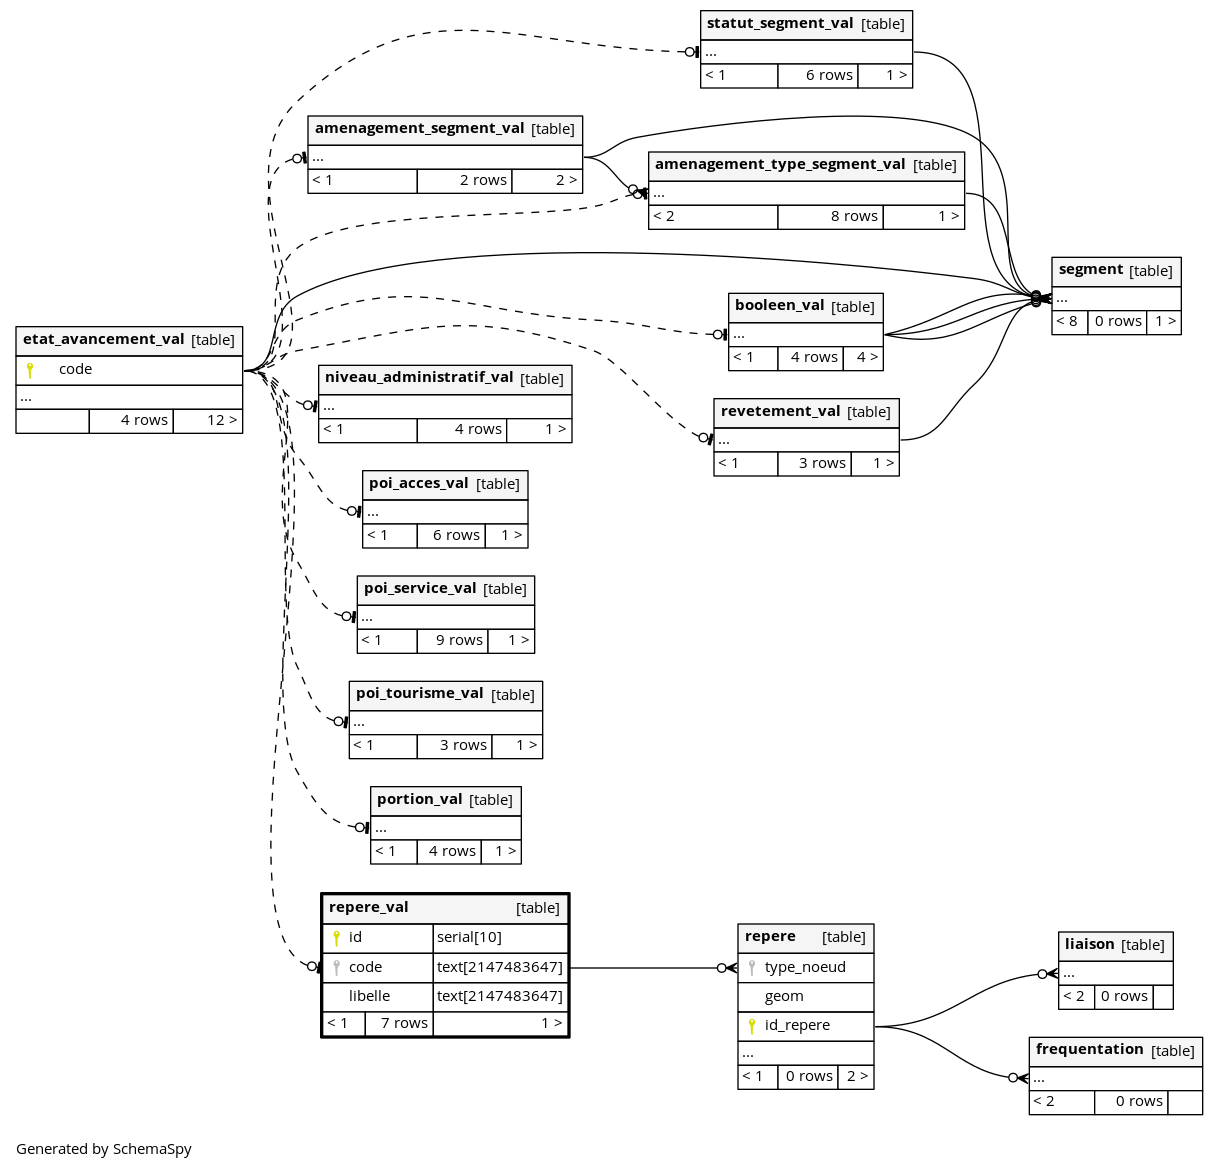 statut_segment_val [table]
...
< 1 6 rows 1 >
amenagement_segment_val [table]
...
< 1 2 rows 2 >
amenagement_type_segment_val [table]
...
< 2 8 rows 1 >
segment [table]
...
< 8 0 rows 1 >
booleen_val [table]
...
< 1 4 rows 4 >
etat_avancement_val [table]
code
...
4 rows 12 >
niveau_administratif_val [table]
...
< 1 4 rows 1 >
revetement_val [table]
...
< 1 3 rows 1 >
poi_acces_val [table]
...
< 1 6 rows 1 >
poi_service_val [table]
...
< 1 9 rows 1 >
poi_tourisme_val [table]
...
< 1 3 rows 1 >
portion_val [table]
...
< 1 4 rows 1 >
repere_val [table]
id serial[10]
code text[2147483647]
libelle text[2147483647]
< 1 7 rows 1 >
repere [table]
type_noeud
geom
id_repere
...
< 1 0 rows 2 >
liaison [table]
...
< 2 0 rows
frequentation [table]
...
< 2 0 rows
Generated by SchemaSpy